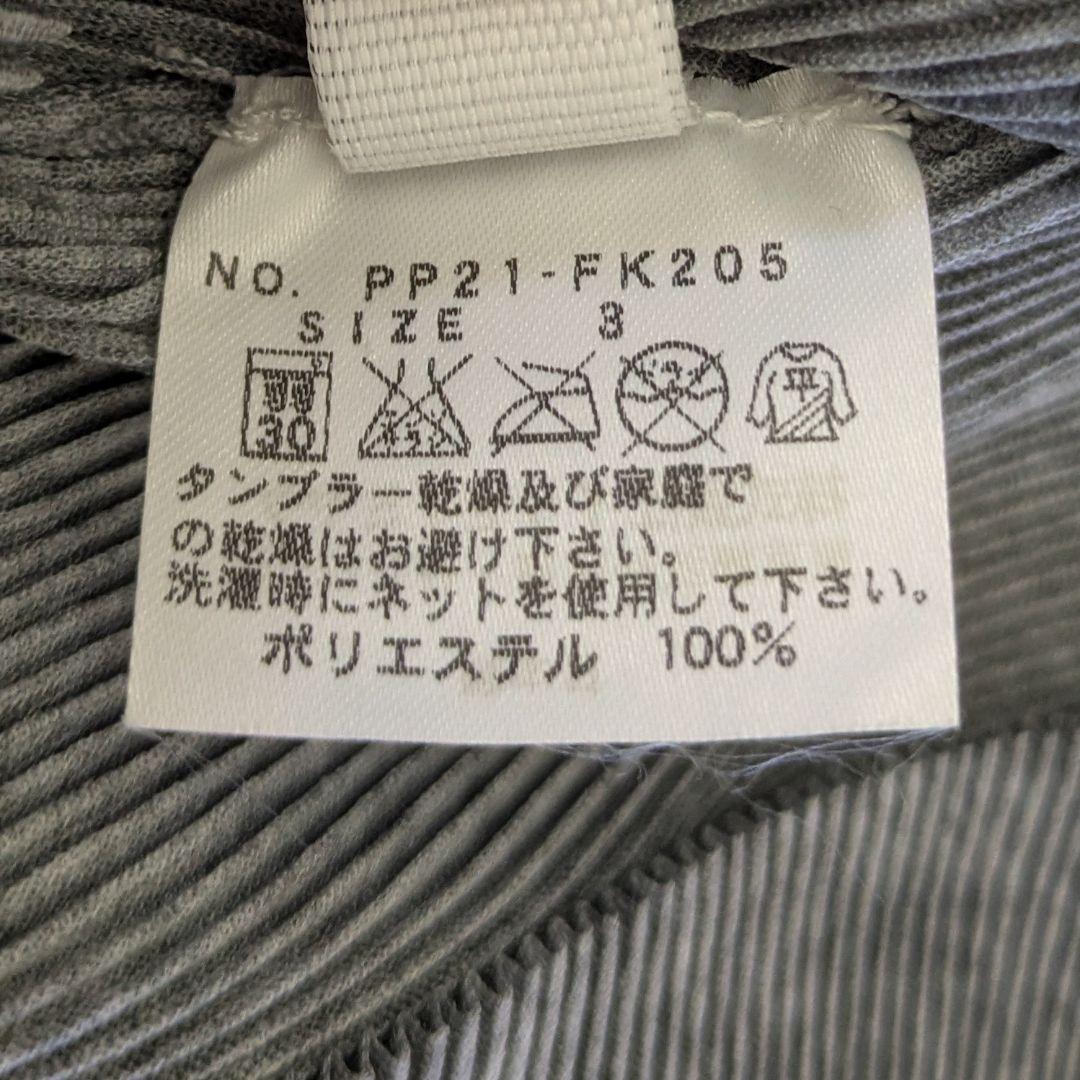 NO. PP21-FK205
SIZE 3
30
平
タンブラー乾燥及び家庭で
の乾燥はお避け下さい。
洗濯時にネットを使用して下さい。
ポリエステル 100%